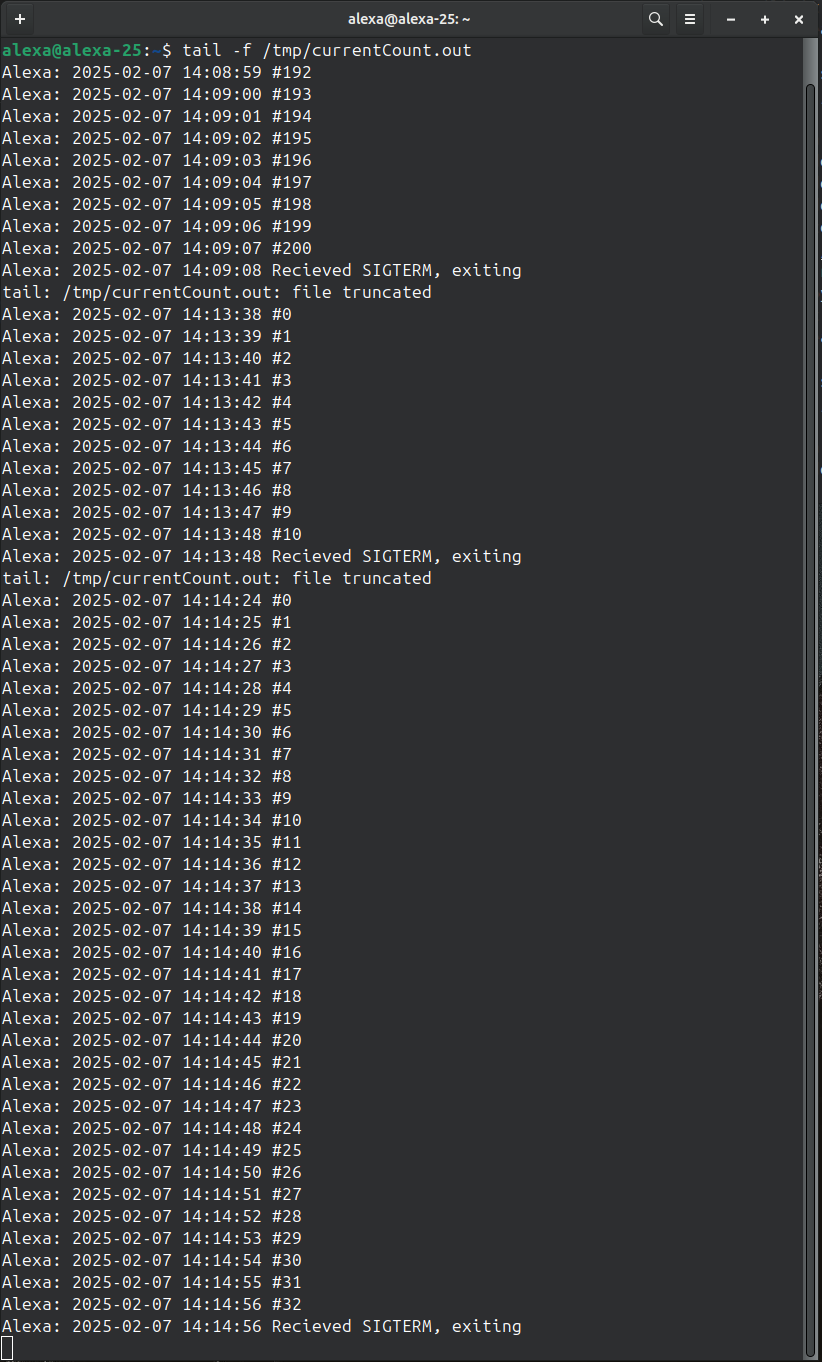 alexa@alexa-25: ~
alexa@alexa-25:~$ tail -f /tmp/currentCount.out
Alexa: 2025-02-07 14:08:59 #192
Alexa: 2025-02-07 14:09:00 #193
Alexa: 2025-02-07 14:09:01 #194
Alexa: 2025-02-07 14:09:02 #195
Alexa: 2025-02-07 14:09:03 #196
Alexa: 2025-02-07 14:09:04 #197
Alexa: 2025-02-07 14:09:05 #198
Alexa: 2025-02-07 14:09:06 #199
Alexa: 2025-02-07 14:09:07 #200
Alexa: 2025-02-07 14:09:08 Recieved SIGTERM, exiting
tail: /tmp/currentCount.out: file truncated
Alexa: 2025-02-07 14:13:38 #0
Alexa: 2025-02-07 14:13:39 #1
Alexa: 2025-02-07 14:13:40 #2
Alexa: 2025-02-07 14:13:41 #3
Alexa: 2025-02-07 14:13:42 #4
Alexa: 2025-02-07 14:13:43 #5
Alexa: 2025-02-07 14:13:44 #6
Alexa: 2025-02-07 14:13:45 #7
Alexa: 2025-02-07 14:13:46 #8
Alexa: 2025-02-07 14:13:47 #9
Alexa: 2025-02-07 14:13:48 #10
Alexa: 2025-02-07 14:13:48 Recieved SIGTERM, exiting
tail: /tmp/currentCount.out: file truncated
Alexa: 2025-02-07 14:14:24 #0
Alexa: 2025-02-07 14:14:25 #1
Alexa: 2025-02-07 14:14:26 #2
Alexa: 2025-02-07 14:14:27 #3
Alexa: 2025-02-07 14:14:28 #4
Alexa: 2025-02-07 14:14:29 #5
Alexa: 2025-02-07 14:14:30 #6
Alexa: 2025-02-07 14:14:31 #7
Alexa: 2025-02-07 14:14:32 #8
Alexa: 2025-02-07 14:14:33 #9
Alexa: 2025-02-07 14:14:34 #10
Alexa: 2025-02-07 14:14:35 #11
Alexa: 2025-02-07 14:14:36 #12
Alexa: 2025-02-07 14:14:37 #13
Alexa: 2025-02-07 14:14:38 #14
Alexa: 2025-02-07 14:14:39 #15
Alexa: 2025-02-07 14:14:40 #16
Alexa: 2025-02-07 14:14:41 #17
Alexa: 2025-02-07 14:14:42 #18
Alexa: 2025-02-07 14:14:43 #19
Alexa: 2025-02-07 14:14:44 #20
Alexa: 2025-02-07 14:14:45 #21
Alexa: 2025-02-07 14:14:46 #22
Alexa: 2025-02-07 14:14:47 #23
Alexa: 2025-02-07 14:14:48 #24
Alexa: 2025-02-07 14:14:49 #25
Alexa: 2025-02-07 14:14:50 #26
Alexa: 2025-02-07 14:14:51 #27
Alexa: 2025-02-07 14:14:52 #28
Alexa: 2025-02-07 14:14:53 #29
Alexa: 2025-02-07 14:14:54 #30
Alexa: 2025-02-07 14:14:55 #31
Alexa: 2025-02-07 14:14:56 #32
Alexa: 2025-02-07 14:14:56 Recieved SIGTERM, exiting